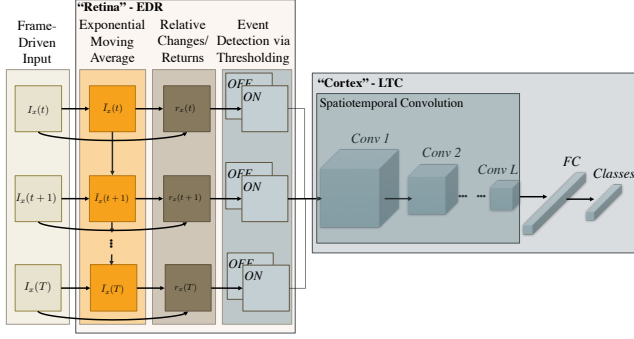 "Retina" - EDR
Frame-
Driven
Input
Exponential
Moving
Average
Relative
Changes/
Returns
Event
Detection via
Thresholding
"Cortex" - LTC
Spatiotemporal Convolution
I_x(t)
I_x(t)
r_x(t)
OFF
ON
Conv 1
Conv 2
Conv L
FC
Classes
I_x(t+1)
I_x(t+1)
r_x(t+1)
OFF
ON
I_x(T)
I_x(T)
r_x(T)
OFF
ON